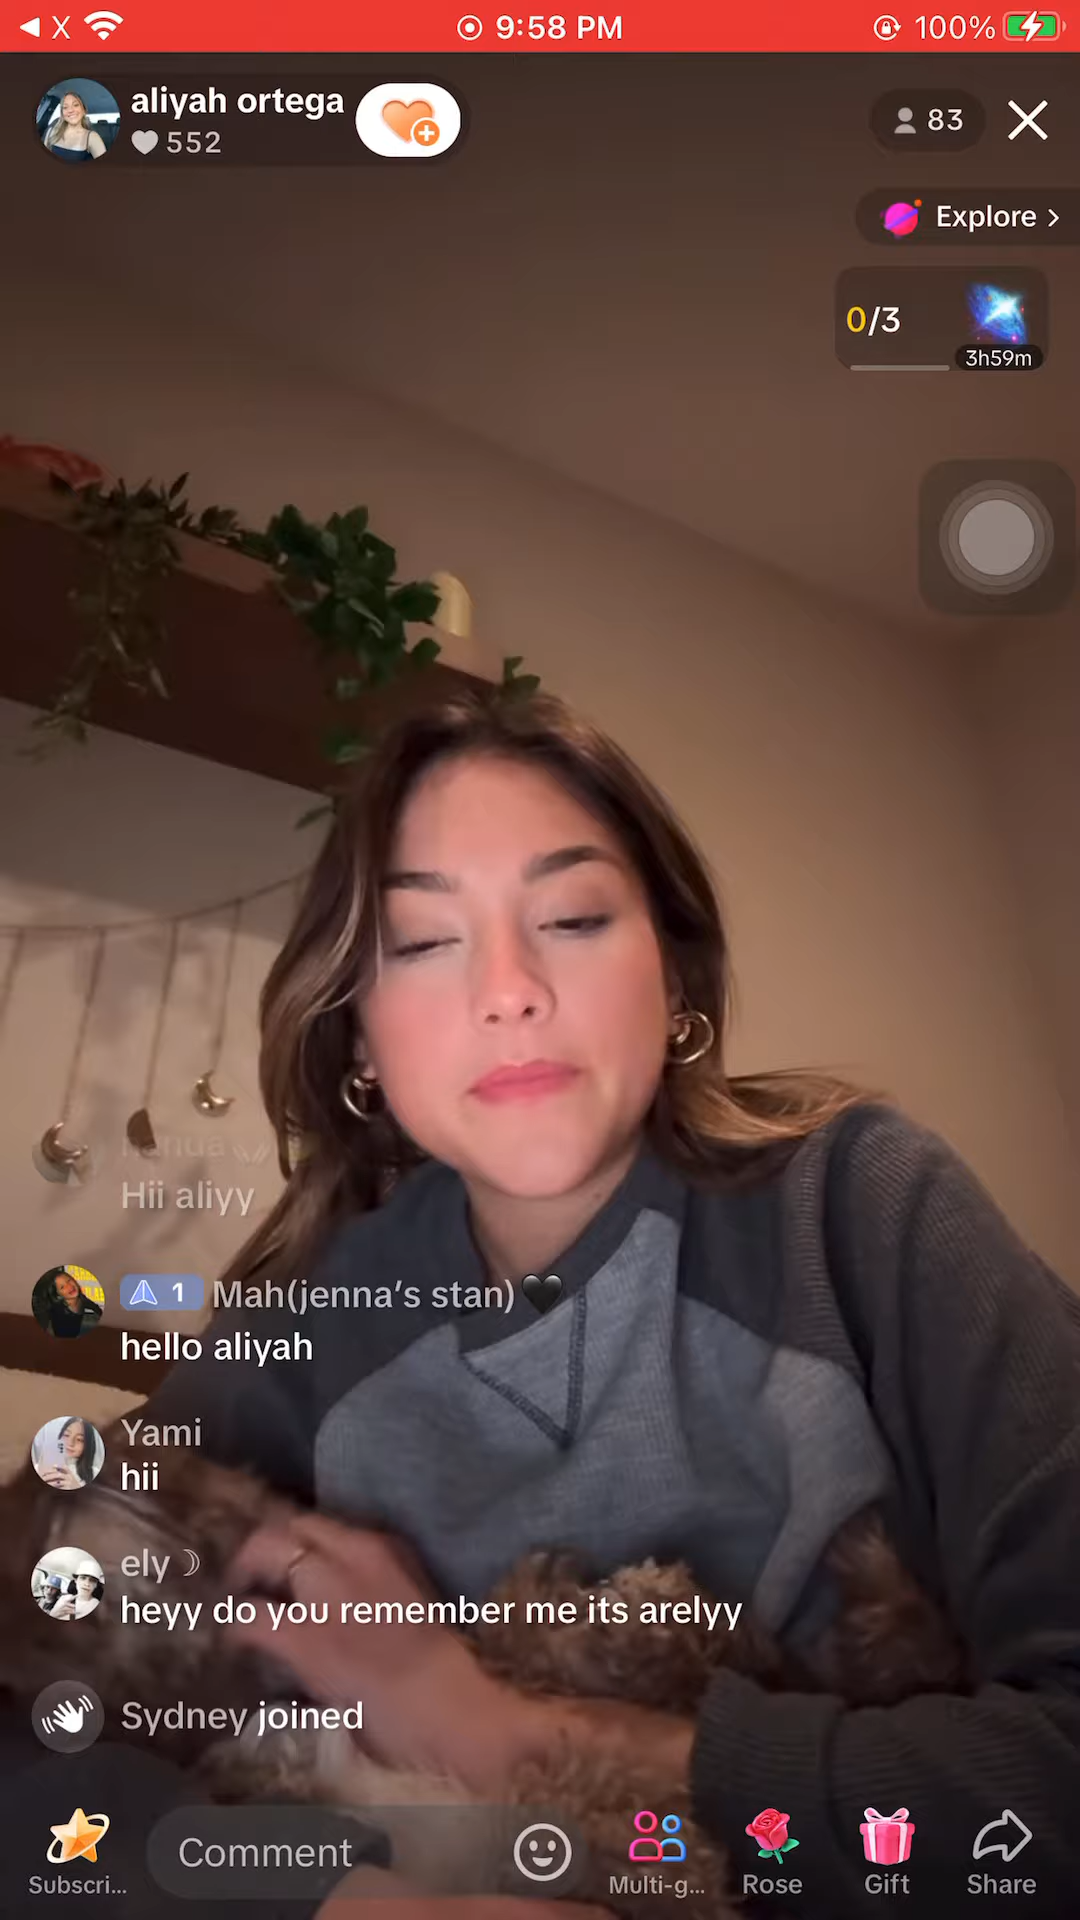 X 9:58 PM 100%
aliyah ortega
552
83
Explore >
0/3
3h59m
Hii aliyy
1 Mah(jenna’s stan)🖤
hello aliyah
Yami
hii
ely ☽
heyy do you remember me its arelyy
Sydney joined
Comment
Subscri...
Multi-g...
Rose
Gift
Share